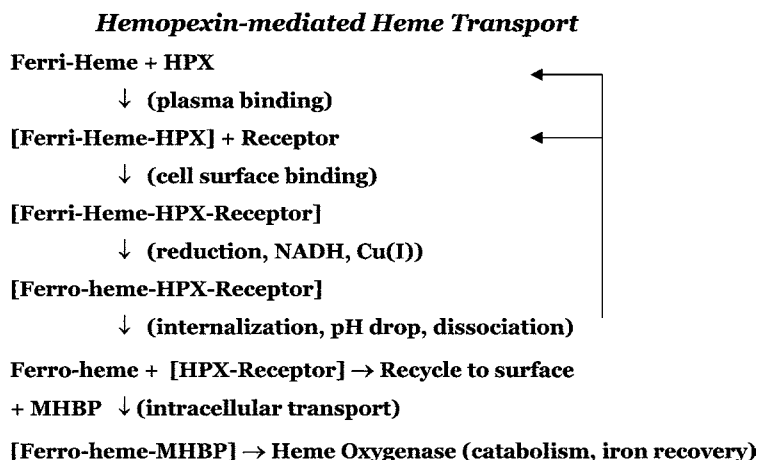 Hemopexin-mediated Heme Transport
Ferri-Heme + HPX
↓ (plasma binding)
[Ferri-Heme-HPX] + Receptor
↓ (cell surface binding)
[Ferri-Heme-HPX-Receptor]
↓ (reduction, NADH, Cu(I))
[Ferro-heme-HPX-Receptor]
↓ (internalization, pH drop, dissociation)
Ferro-heme + [HPX-Receptor] → Recycle to surface
+ MHBP ↓ (intracellular transport)
[Ferro-heme-MHBP] → Heme Oxygenase (catabolism, iron recovery)